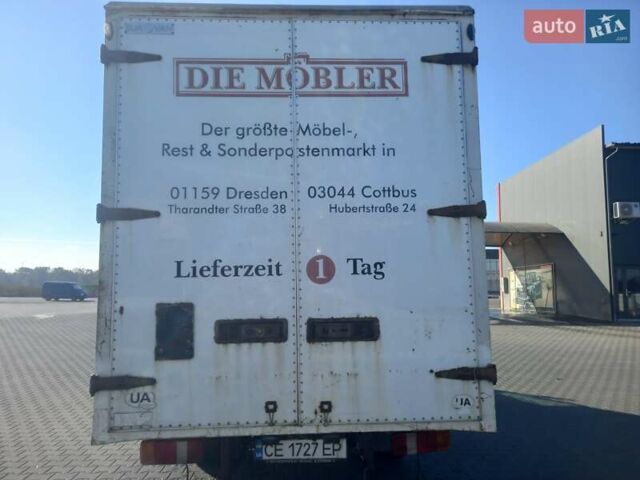 auto RIA.com
DIE MÖBLER
Der größte Möbel-,
Rest & Sonderpostenmarkt in
01159 Dresden 03044 Cottbus
Tharandter Straße 38 Hubertstraße 24
Lieferzeit 1 Tag
UA UA
CE 1727 EP